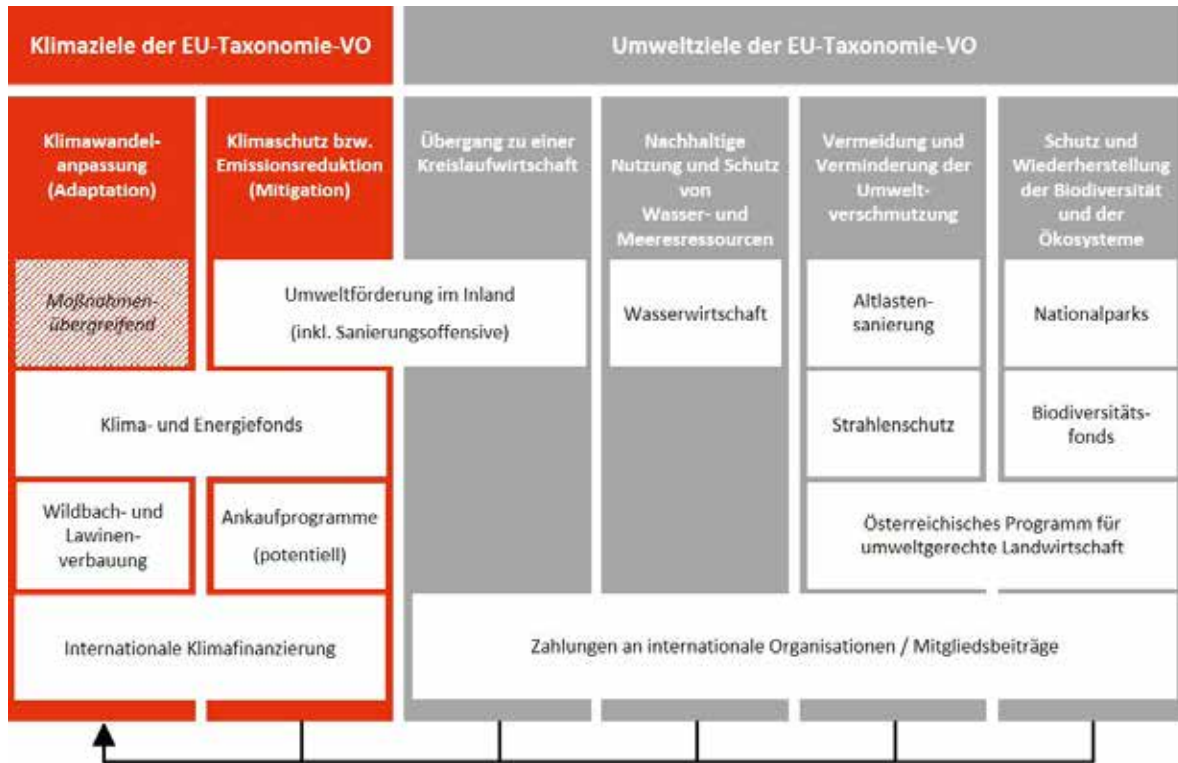 Klimaziele der EU-Taxonomie-VO
Umweltziele der EU-Taxonomie-VO
Klimawandel-
anpassung
(Adaptation)
Klimaschutz bzw.
Emissionsreduktion
(Mitigation)
Übergang zu einer
Kreislaufwirtschaft
Nachhaltige
Nutzung und Schutz
von
Wasser- und
Meeresressourcen
Vermeidung und
Verminderung der
Umwelt-
verschmutzung
Schutz und
Wiederherstellung
der Biodiversität
und der
Ökosysteme
Maßnahmen-
übergreifend
Umweltförderung im Inland
(inkl. Sanierungsoffensive)
Wasserwirtschaft
Altlasten-
sanierung
Nationalparks
Klima- und Energiefonds
Strahlenschutz
Biodiversitäts-
fonds
Wildbach- und
Lawinen-
verbauung
Ankaufprogramme
(potentiell)
Österreichisches Programm für
umweltgerechte Landwirtschaft
Internationale Klimafinanzierung
Zahlungen an internationale Organisationen / Mitgliedsbeiträge